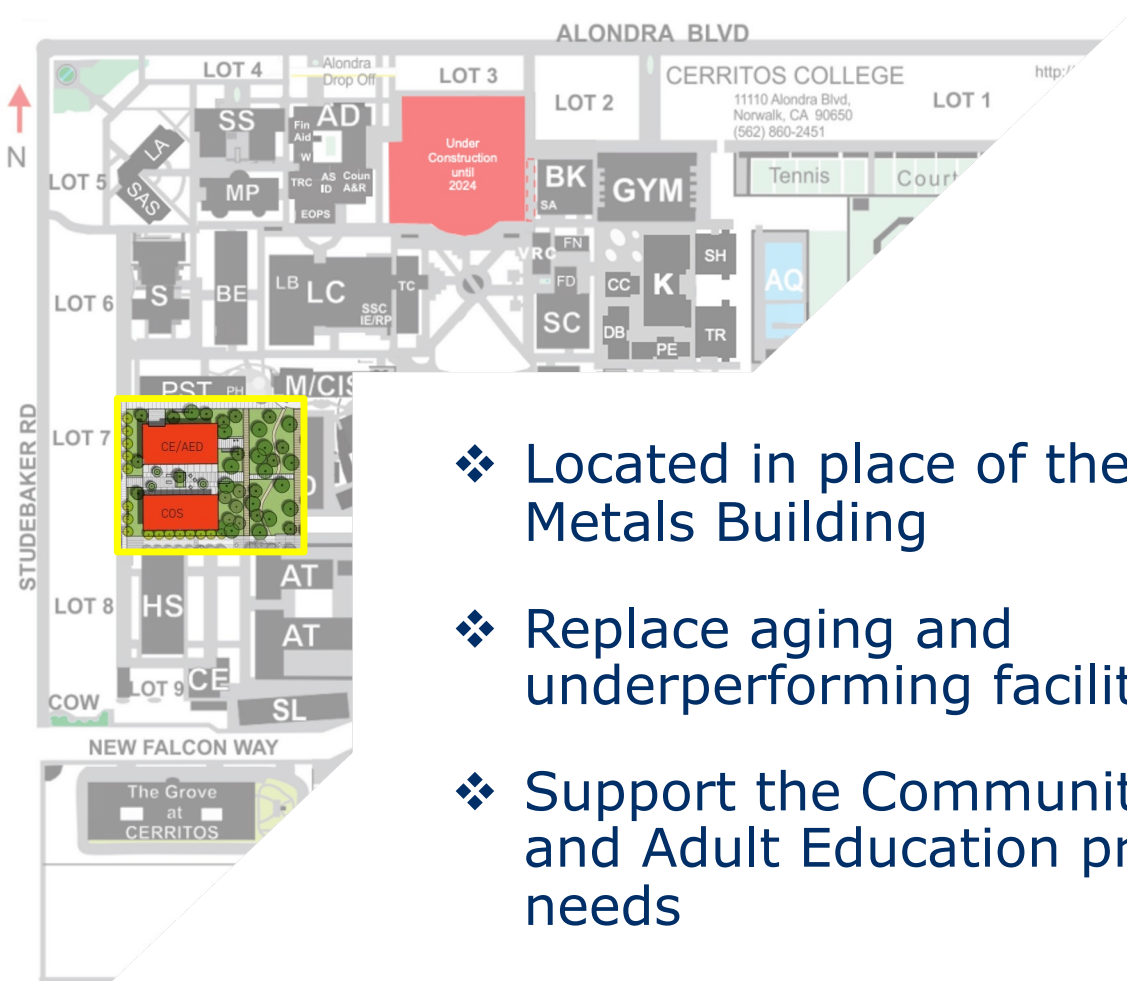 ALONDRA BLVD
LOT 4
Alondra
Drop Off
LOT 3
LOT 2
CERRITOS COLLEGE
http:/
11110 Alondra Blvd,
Norwalk, CA 90650
(562) 860-2451
LOT 1
N
SS
Fin
Aid
AD
W
TRC
AS
ID
Coun
A&R
EOPS
LA
SAS
LOT 5
MP
Under
Construction
until
2024
BK
SA
GYM
Tennis
Court
VRC
FN
FD
SC
CC
K
SH
DB
PE
TR
AQ
LOT 6
S
BE
LB
LC
SSC
IE/RP
TC
PST
PH
M/CIS
STUDEBAKER RD
LOT 7
CE/AED
COS
❖ Located in place of the
Metals Building
❖ Replace aging and
underperforming facilit
❖ Support the Communit
and Adult Education pr
needs
LOT 8
HS
AT
AT
LOT 9
CE
COW
SL
NEW FALCON WAY
The Grove
at
CERRITOS